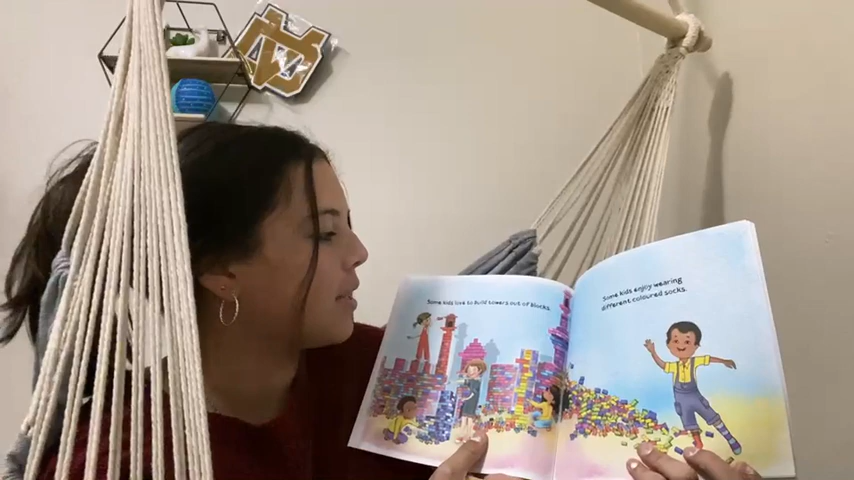 Some kids love to build towers out of blocks.
Some kids enjoy wearing
different coloured socks.